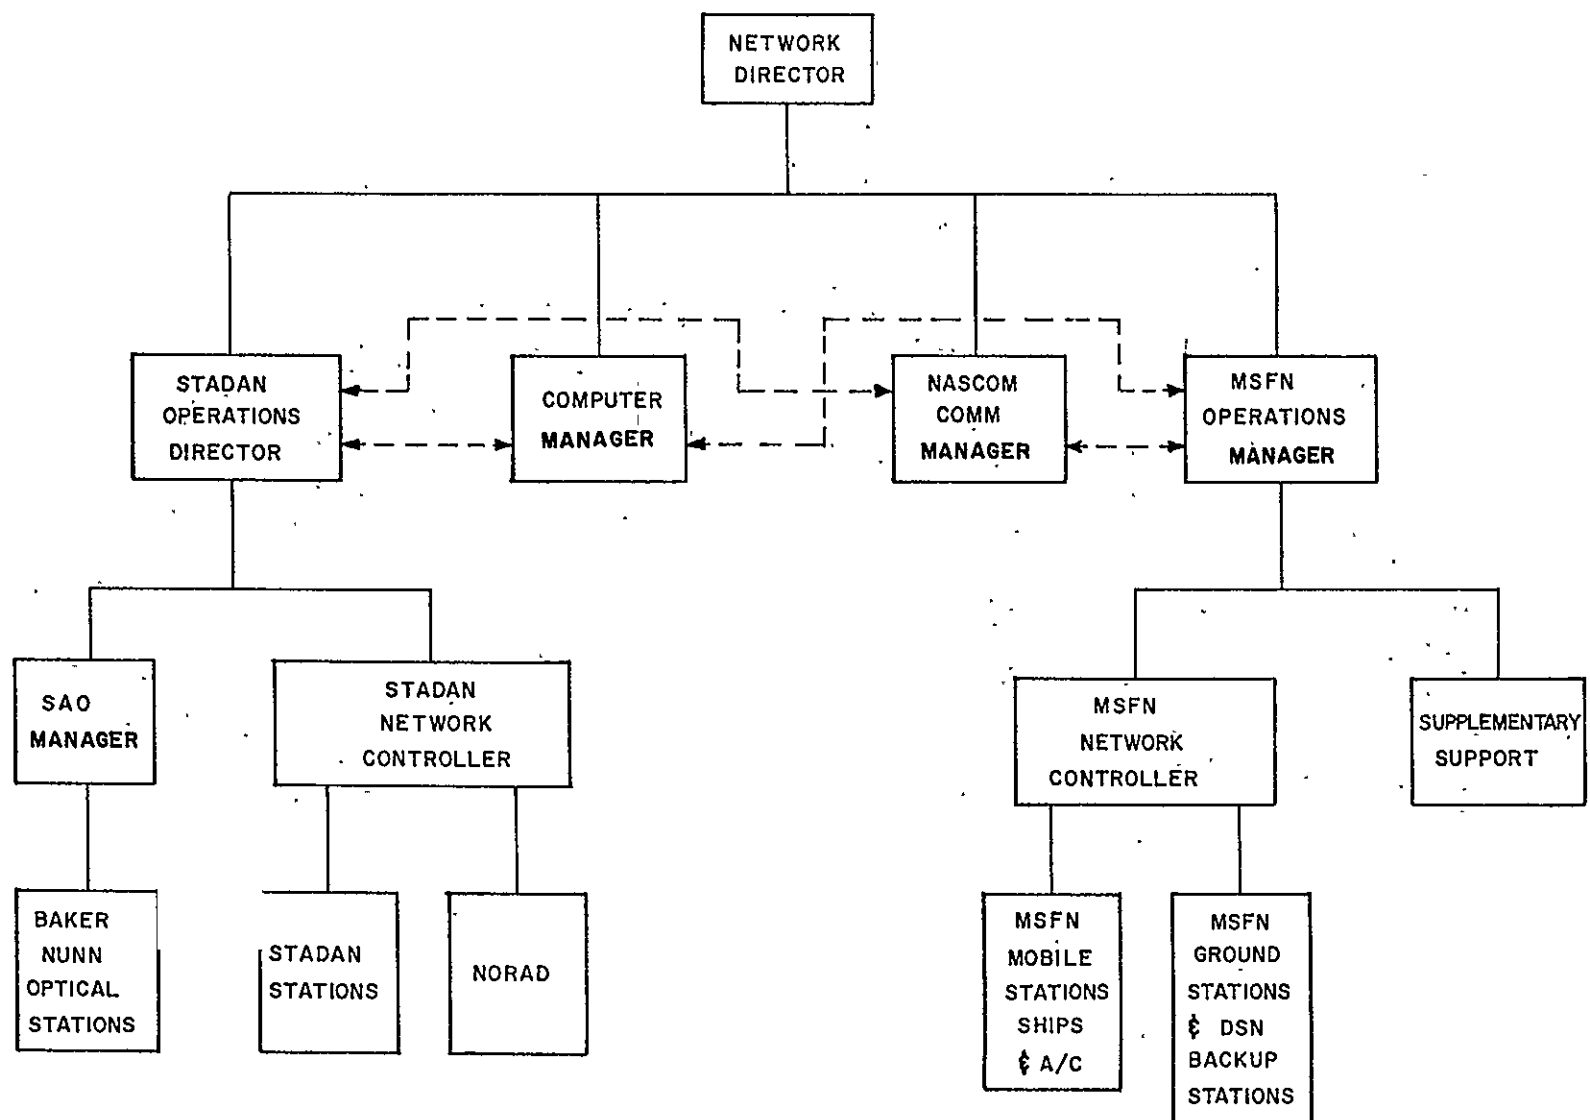 NETWORK
DIRECTOR
STADAN
OPERATIONS
DIRECTOR
COMPUTER
MANAGER
NASCOM
COMM
MANAGER
MSFN
OPERATIONS
MANAGER
SAO
MANAGER
STADAN
NETWORK
CONTROLLER
MSFN
NETWORK
CONTROLLER
SUPPLEMENTARY
SUPPORT
BAKER
NUNN
OPTICAL
STATIONS
STADAN
STATIONS
NORAD
MSFN
MOBILE
STATIONS
SHIPS
& A/C
MSFN
GROUND
STATIONS
& DSN
BACKUP
STATIONS